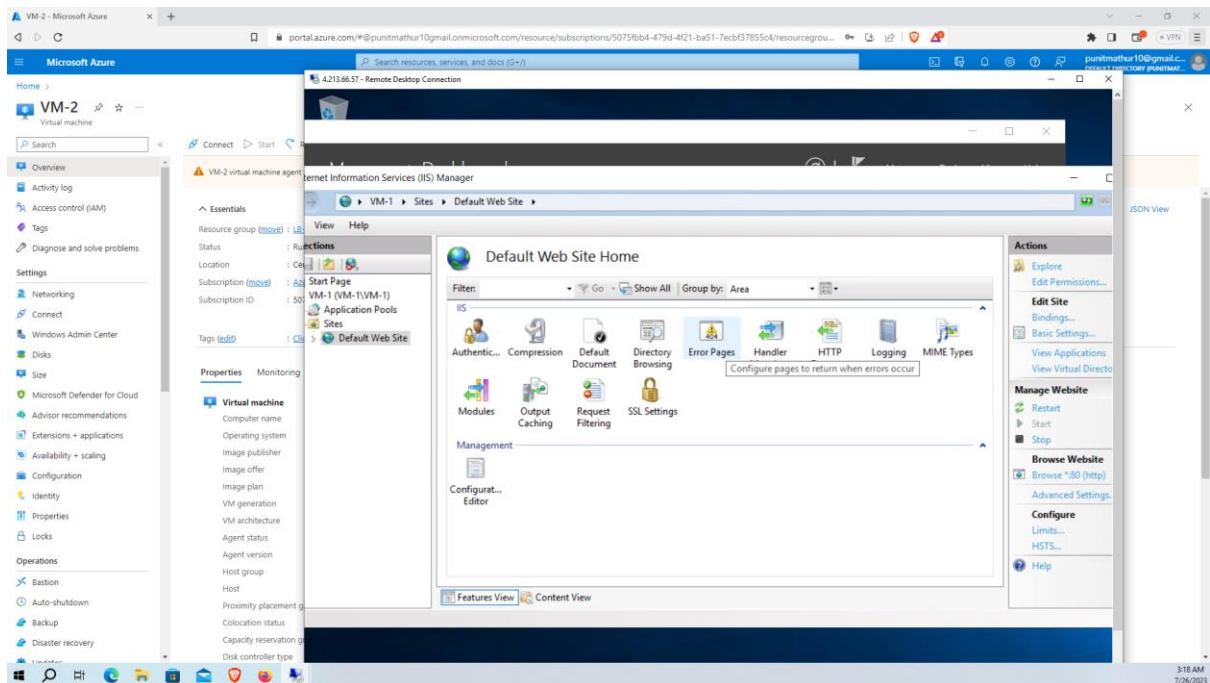 VM-2 - Microsoft Azure
portal.azure.com/#@punitmathur10gmail.onmicrosoft.com/resource/subscriptions/5075fbb4-479d-4f21-ba51-7ecbf37855c4/resourcegrou...
VPN
Microsoft Azure
Search resources, services, and docs (G+/)
punitmathur10@gmail.c...
DEFAULT DIRECTORY (PUNITMAT...
Home >
VM-2
Virtual machine
Search
Connect
Start
Overview
Activity log
Access control (IAM)
Tags
Diagnose and solve problems
Settings
Networking
Connect
Windows Admin Center
Disks
Size
Microsoft Defender for Cloud
Advisor recommendations
Extensions + applications
Availability + scaling
Configuration
Identity
Properties
Locks
Operations
Bastion
Auto-shutdown
Backup
Disaster recovery
VM-2 virtual machine agent
Essentials
JSON View
Resource group (move) : LB-
Status : Ru
Location : Ce
Subscription (move) : Az
Subscription ID : 507
Tags (edit) : Cli
Properties Monitoring
Virtual machine
Computer name
Operating system
Image publisher
Image offer
Image plan
VM generation
VM architecture
Agent status
Agent version
Host group
Host
Proximity placement g
Colocation status
Capacity reservation g
Disk controller type
4.213.66.57 - Remote Desktop Connection
ternet Information Services (IIS) Manager
VM-1 Sites Default Web Site
View Help
ections
Start Page
VM-1 (VM-1\VM-1)
Application Pools
Sites
Default Web Site
Default Web Site Home
Filter: Go Show All Group by: Area
IIS
Authentic... Compression Default Document Directory Browsing Error Pages Handler HTTP Logging MIME Types
Configure pages to return when errors occur
Modules Output Caching Request Filtering SSL Settings
Management
Configurat... Editor
Features View Content View
Actions
Explore
Edit Permissions...
Edit Site
Bindings...
Basic Settings...
View Applications
View Virtual Directo
Manage Website
Restart
Start
Stop
Browse Website
Browse *:80 (http)
Advanced Settings.
Configure
Limits...
HSTS...
Help
3:18 AM
7/26/2023